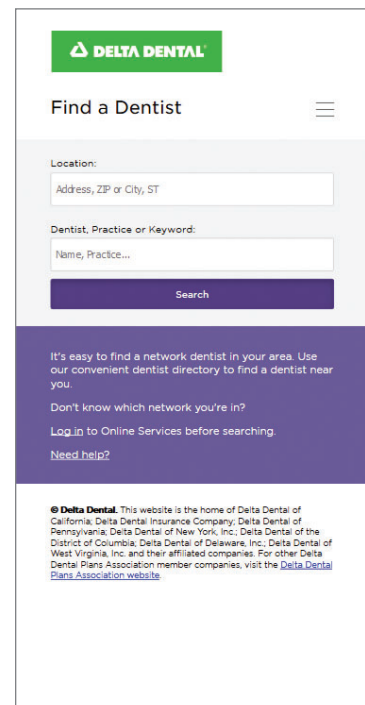 DELTA DENTAL
Find a Dentist
Location:
Address, ZIP or City, ST
Dentist, Practice or Keyword:
Name, Practice...
Search
It's easy to find a network dentist in your area. Use
our convenient dentist directory to find a dentist near
you.
Don't know which network you're in?
Log in to Online Services before searching.
Need help?
© Delta Dental. This website is the home of Delta Dental of
California; Delta Dental Insurance Company; Delta Dental of
Pennsylvania; Delta Dental of New York, Inc.; Delta Dental of the
District of Columbia; Delta Dental of Delaware, Inc.; Delta Dental of
West Virginia, Inc. and their affiliated companies. For other Delta
Dental Plans Association member companies, visit the Delta Dental
Plans Association website.